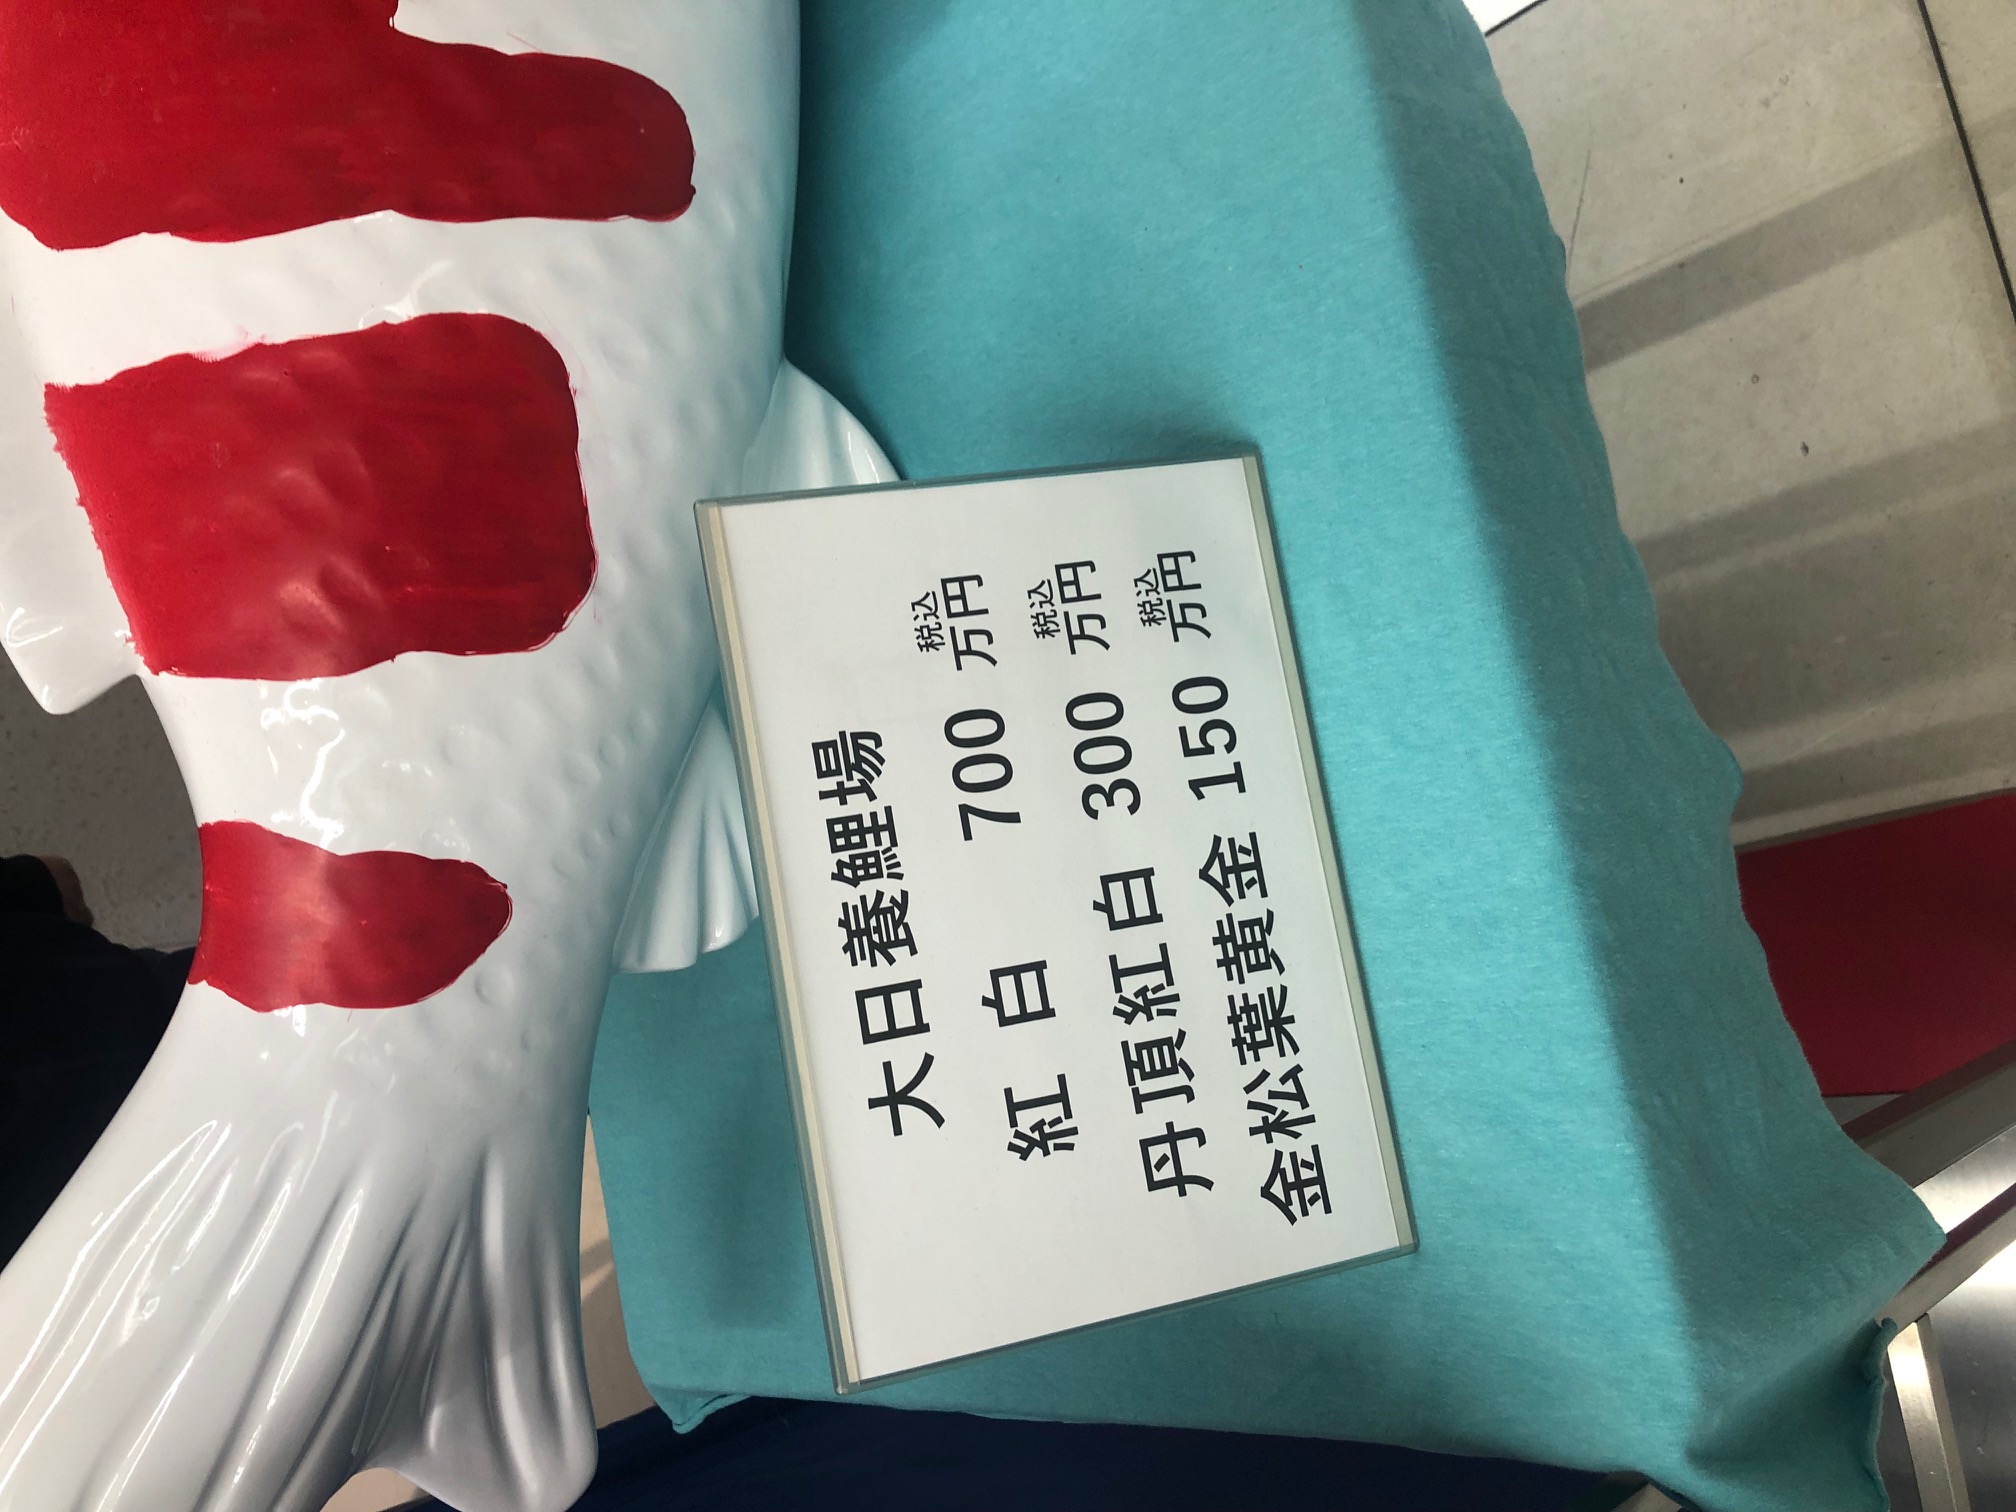 大日養鯉場
紅白 700 税込万円
丹頂紅白 300 税込万円
金松葉黄金 150 税込万円